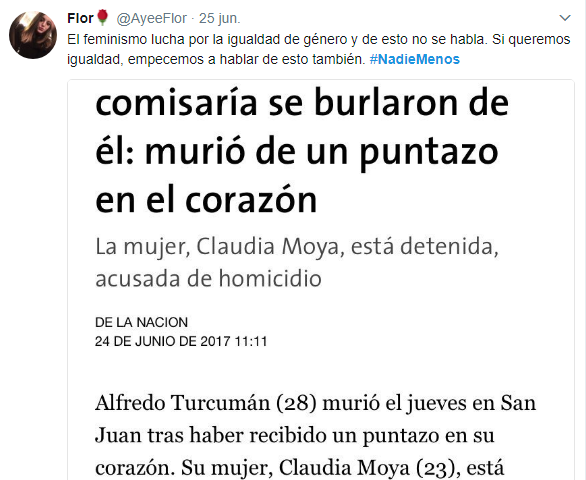 Flor🌹 @AyeeFlor · 25 jun.
El feminismo lucha por la igualdad de género y de esto no se habla. Si queremos
igualdad, empecemos a hablar de esto también. #NadieMenos
comisaría se burlaron de
él: murió de un puntazo
en el corazón
La mujer, Claudia Moya, está detenida,
acusada de homicidio
DE LA NACION
24 DE JUNIO DE 2017 11:11
Alfredo Turcumán (28) murió el jueves en San
Juan tras haber recibido un puntazo en su
corazón. Su mujer, Claudia Moya (23), está